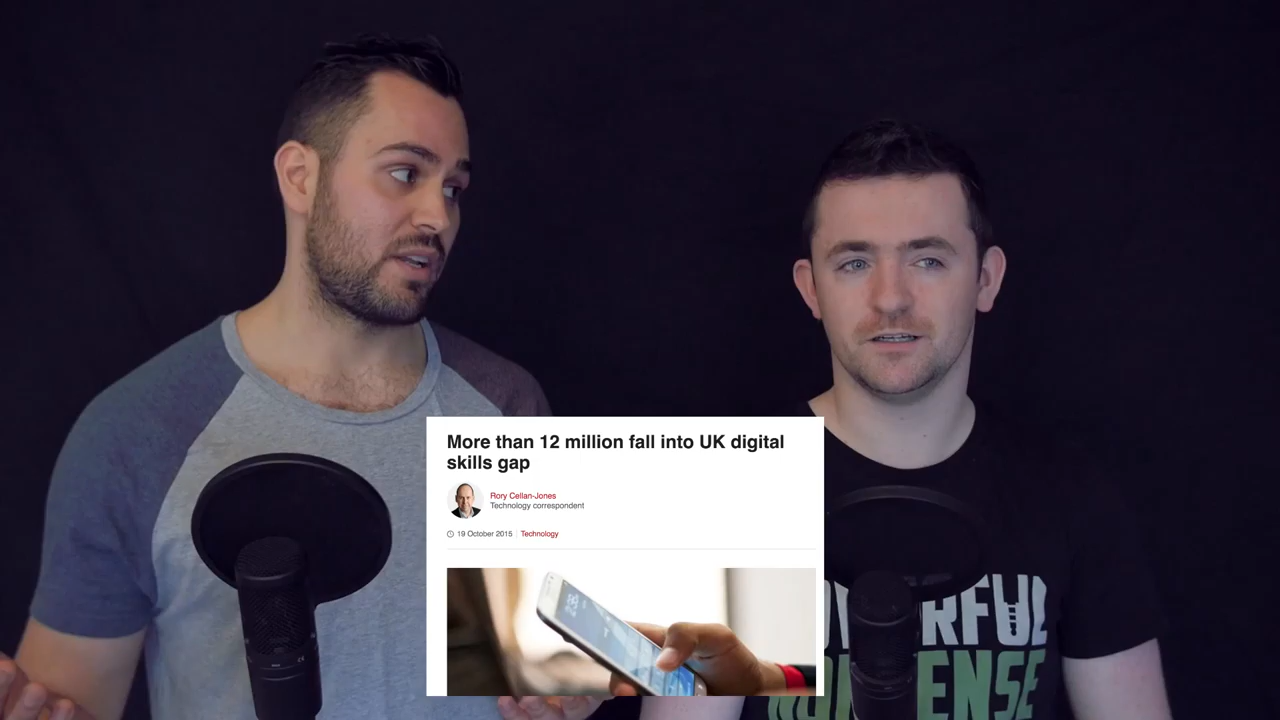 More than 12 million fall into UK digital
skills gap
Rory Cellan-Jones
Technology correspondent
19 October 2015
Technology